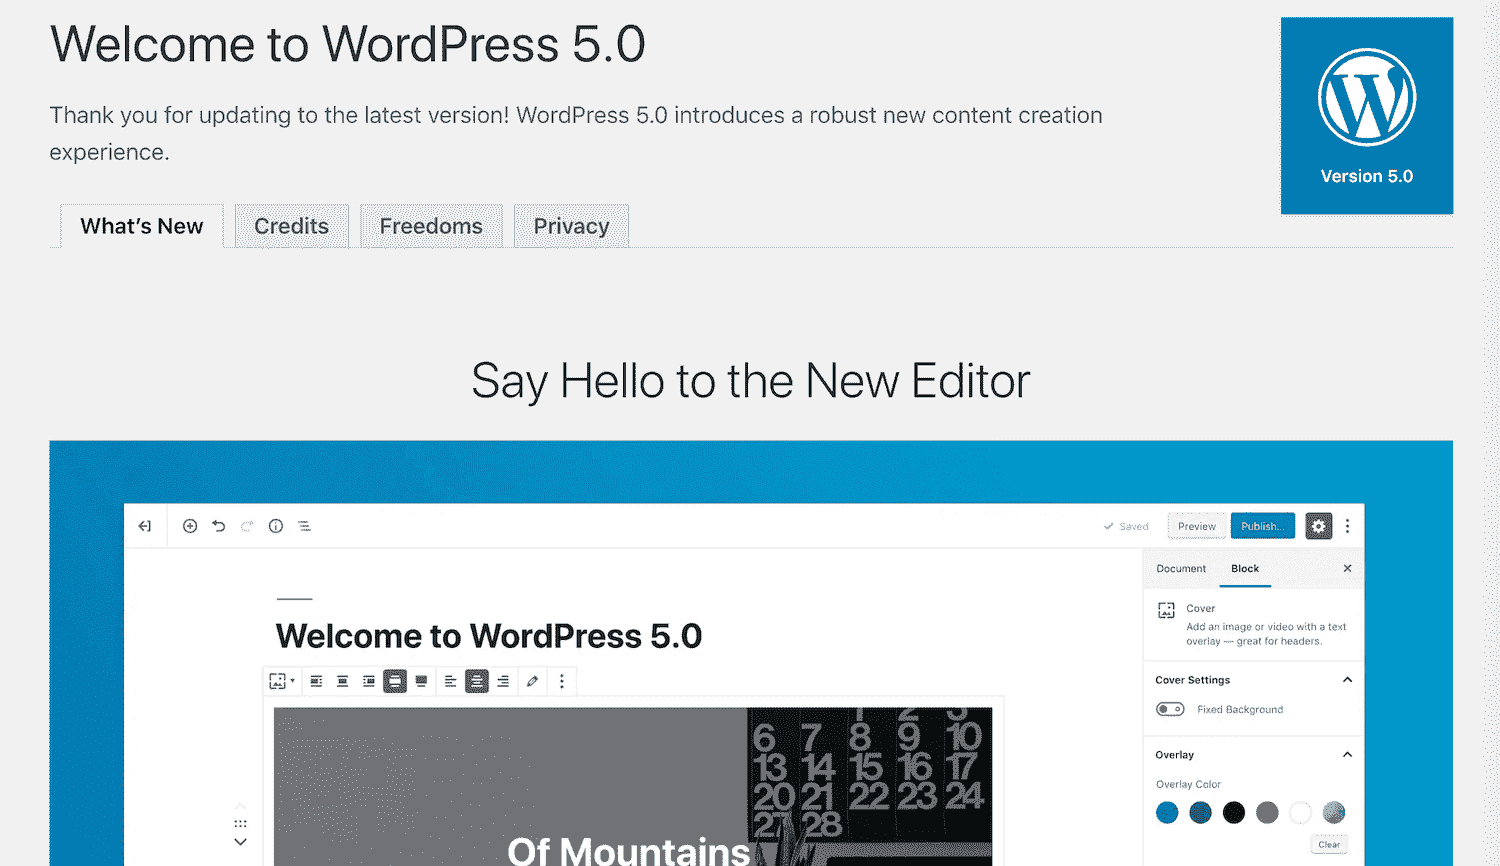 Welcome to WordPress 5.0
Thank you for updating to the latest version! WordPress 5.0 introduces a robust new content creation
experience.
Version 5.0
What's New
Credits
Freedoms
Privacy
Say Hello to the New Editor
Saved
Preview
Publish...
Document
Block
Welcome to WordPress 5.0
Cover
Add an image or video with a text
overlay — great for headers.
Cover Settings
Fixed Background
Overlay
Overlay Color
Clear
1 2 3
6 7 8 9 10
13 14 15 16 17
20 21 22 23 24
27 28
Of Mountains